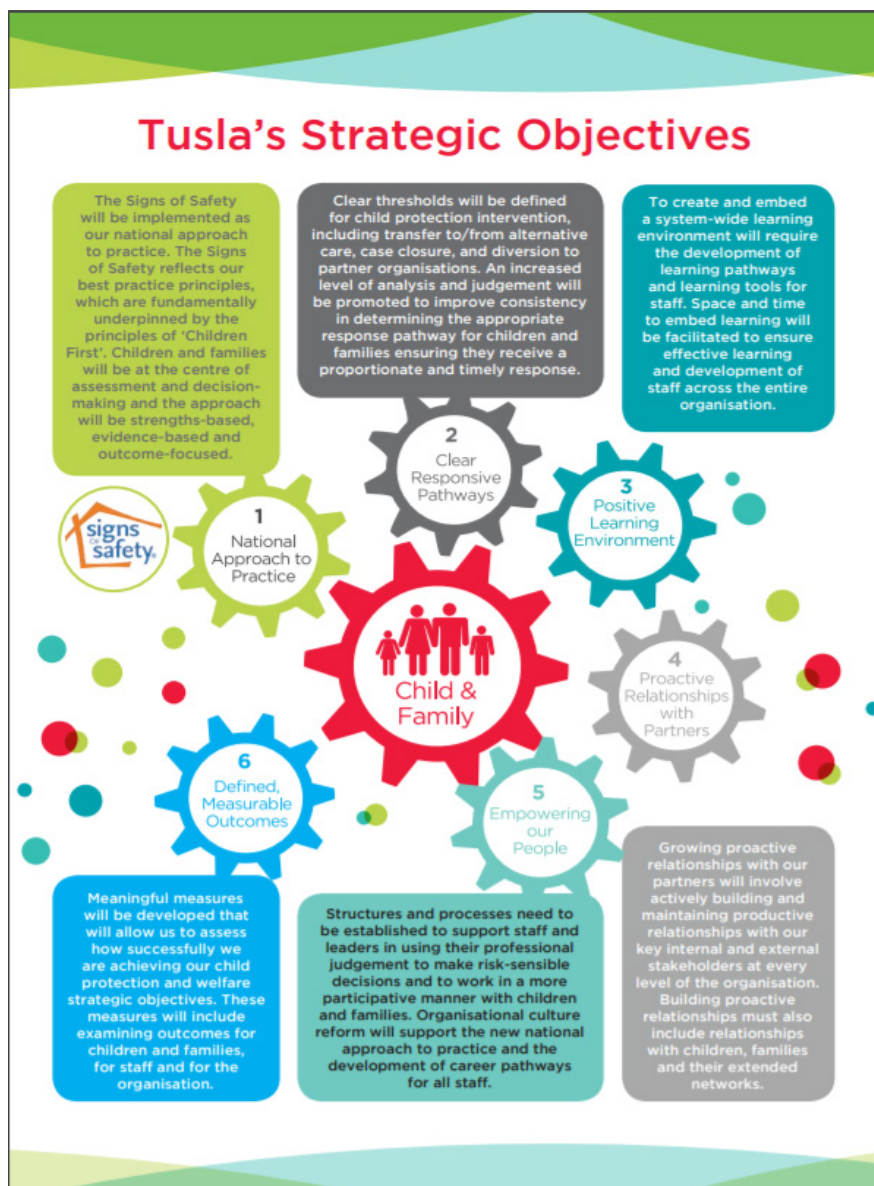 Tusla's Strategic Objectives
The Signs of Safety
will be implemented as
our national approach
to practice. The Signs
of Safety reflects our
best practice principles,
which are fundamentally
underpinned by the
principles of 'Children
First'. Children and families
will be at the centre of
assessment and decision-
making and the approach
will be strengths-based,
evidence-based and
outcome-focused.
Clear thresholds will be defined
for child protection intervention,
including transfer to/from alternative
care, case closure, and diversion to
partner organisations. An increased
level of analysis and judgement will
be promoted to improve consistency
in determining the appropriate
response pathway for children and
families ensuring they receive a
proportionate and timely response.
To create and embed
a system-wide learning
environment will require
the development of
learning pathways
and learning tools for
staff. Space and time
to embed learning will
be facilitated to ensure
effective learning
and development of
staff across the entire
organisation.
signs
OF
safety®
1
National
Approach to
Practice
2
Clear
Responsive
Pathways
3
Positive
Learning
Environment
Child &
Family
4
Proactive
Relationships
with
Partners
5
Empowering
our
People
6
Defined,
Measurable
Outcomes
Meaningful measures
will be developed that
will allow us to assess
how successfully we
are achieving our child
protection and welfare
strategic objectives. These
measures will include
examining outcomes for
children and families,
for staff and for the
organisation.
Structures and processes need to
be established to support staff and
leaders in using their professional
judgement to make risk-sensible
decisions and to work in a more
participative manner with children
and families. Organisational culture
reform will support the new national
approach to practice and the
development of career pathways
for all staff.
Growing proactive
relationships with our
partners will involve
actively building and
maintaining productive
relationships with our
key internal and external
stakeholders at every
level of the organisation.
Building proactive
relationships must also
include relationships
with children, families
and their extended
networks.